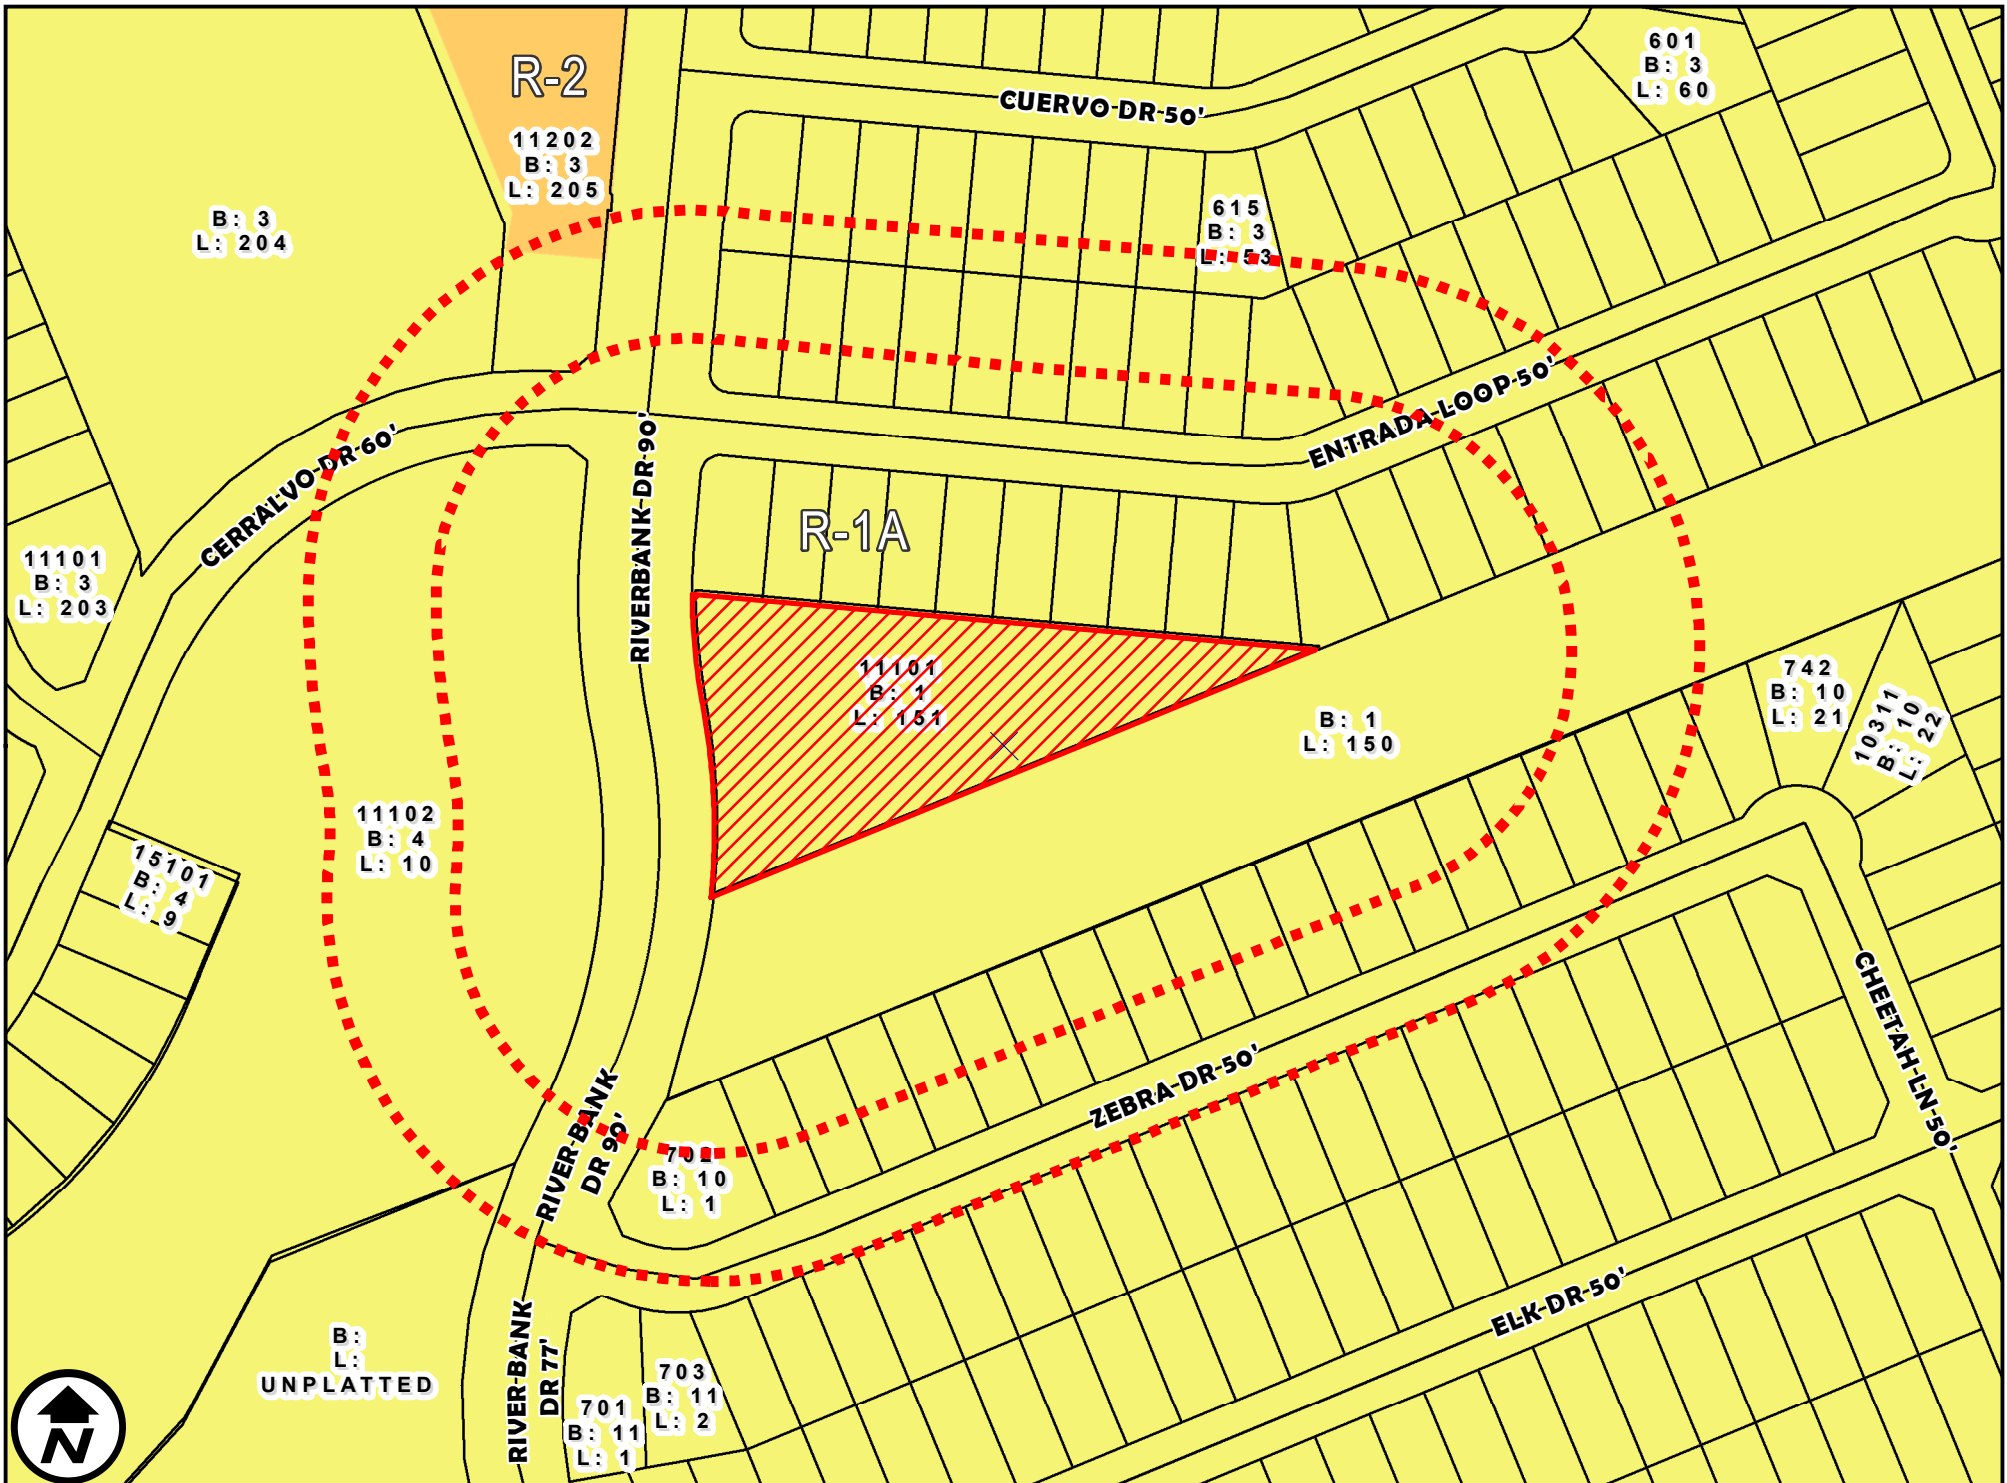 R-2
CUERVO DR 50'
601
B: 3
L: 60
11202
B: 3
L: 205
B: 3
L: 204
615
B: 3
L: 53
ENTRADA LOOP 50'
CERRALVO DR 60'
RIVERBANK DR 90'
R-1A
11101
B: 3
L: 203
11101
B: 1
L: 151
B: 1
L: 150
742
B: 10
L: 21
10311
B: 10
L: 22
11102
B: 4
L: 10
15101
B: 4
L: 9
CHEETAH LN 50'
ZEBRA DR 50'
RIVER BANK
DR 90'
702
B: 10
L: 1
ELK DR 50'
B:
L:
UNPLATTED
RIVER BANK
DR 77'
703
B: 11
L: 2
701
B: 11
L: 1
N